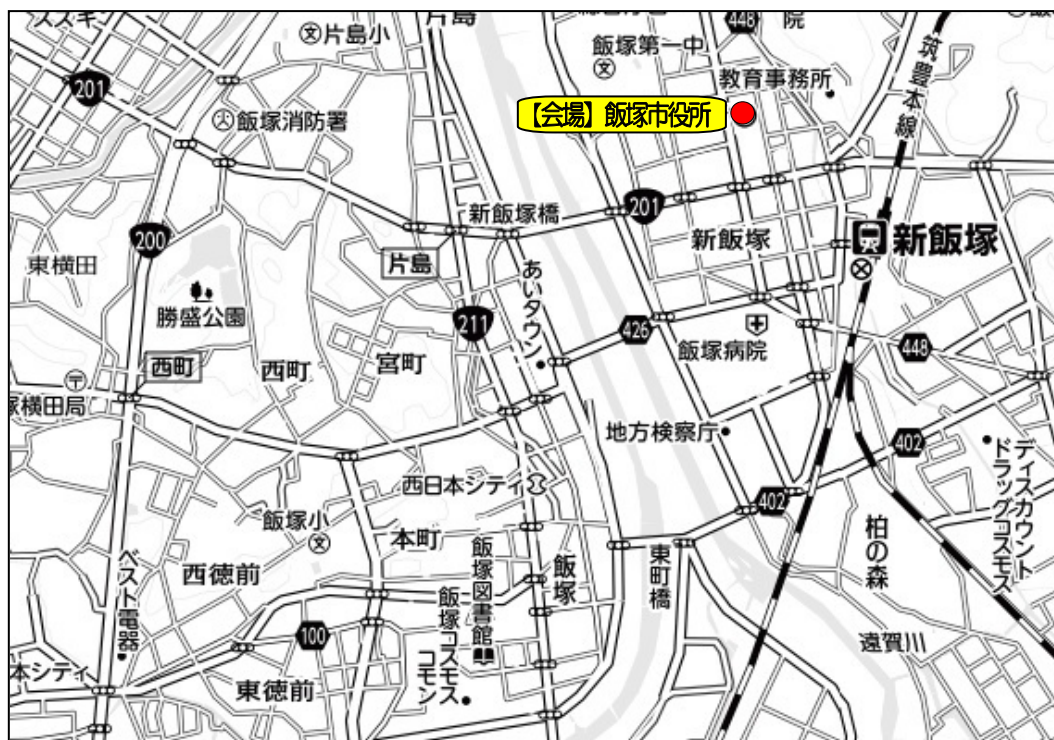 片島
448
院
片島小
飯塚第一中
筑豊本線
201
教育事務所
【会場】飯塚市役所
飯塚消防署
201
新飯塚橋
200
片島
新飯塚
新飯塚
東横田
あいタウン
勝盛公園
211
426
448
飯塚病院
西町
西町
宮町
塚横田局
地方検察庁
402
ディスカウント
ドラッグコスモス
西日本シティ
402
飯塚小
本町
柏の森
東町橋
飯塚
飯塚図書館
西徳前
ベスト電器
飯塚コスモス
コモン
100
遠賀川
本シティ
東徳前